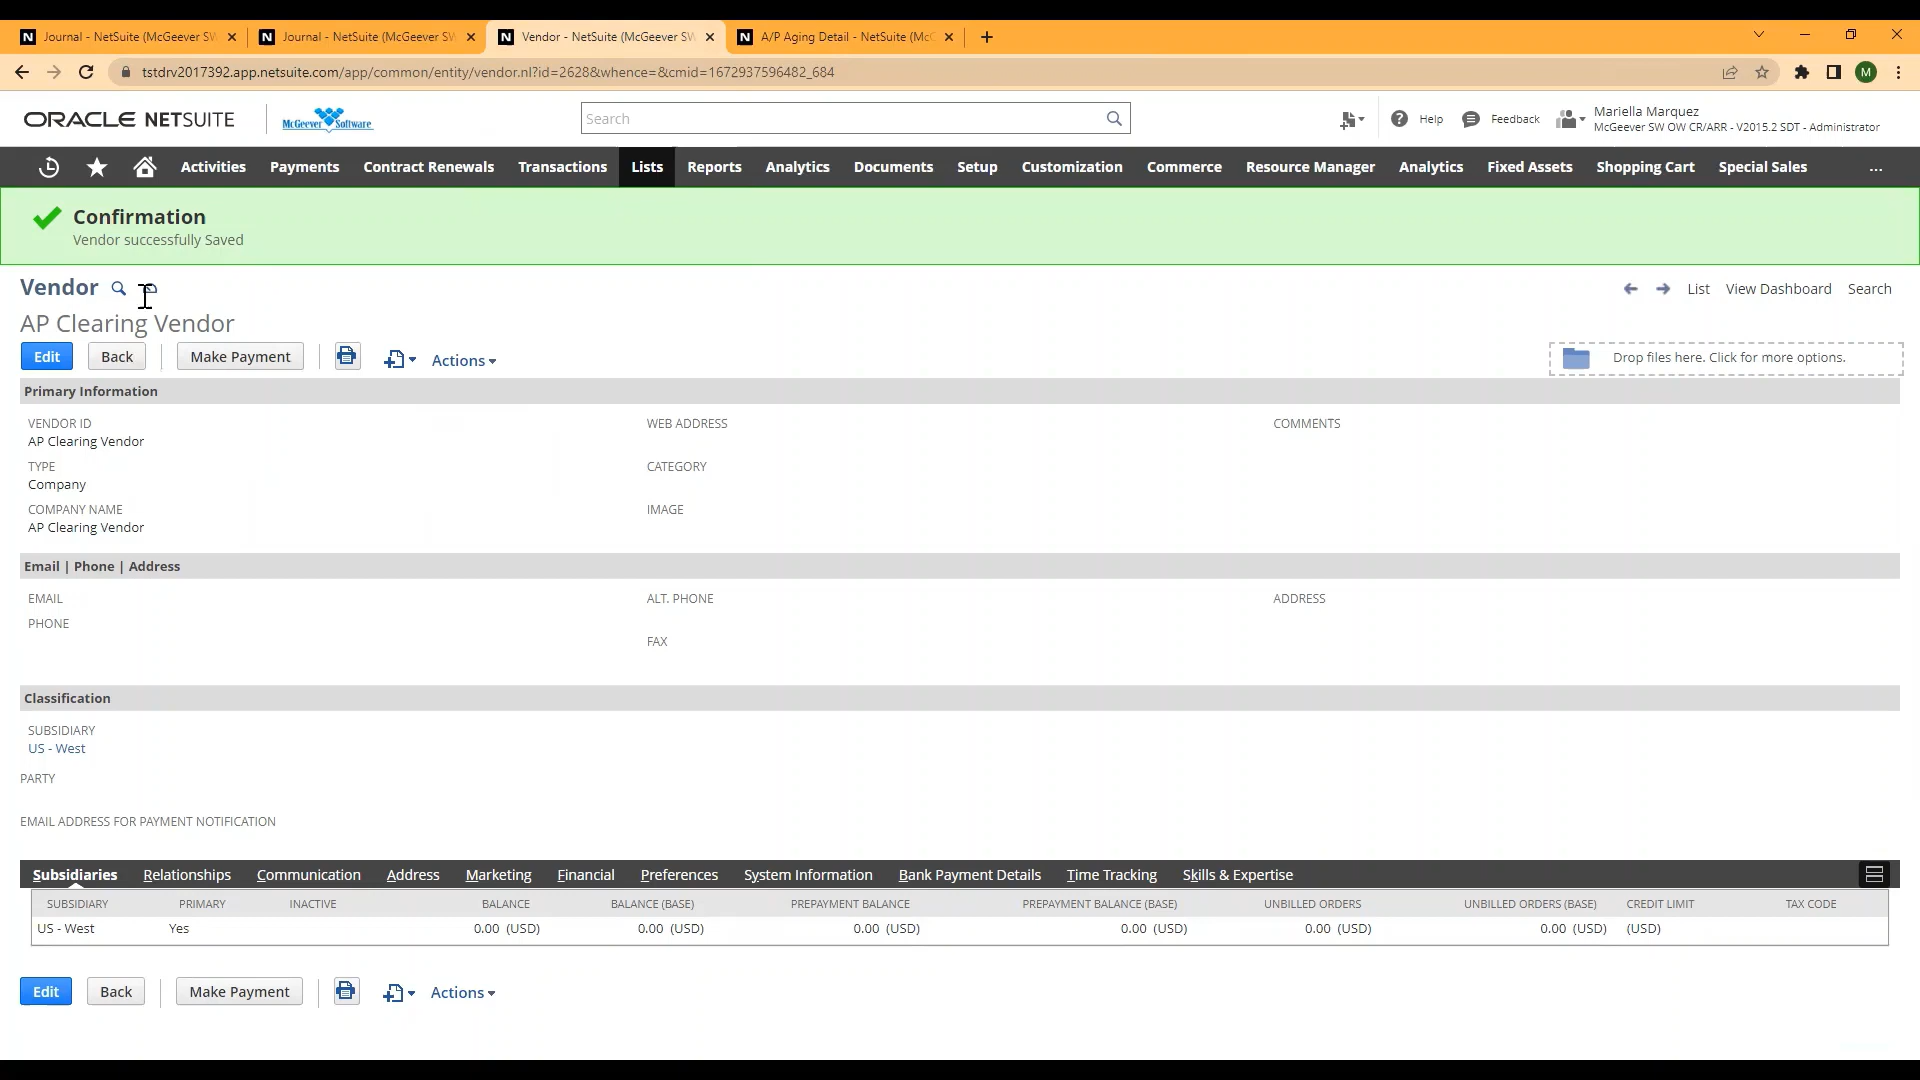 Journal - NetSuite (McGeever SW
Journal - NetSuite (McGeever SW
Vendor - NetSuite (McGeever SW
A/P Aging Detail - NetSuite (McG
tstdrv2017392.app.netsuite.com/app/common/entity/vendor.nl?id=2628&whence=&cmid=1672937596482_684
M
ORACLE NETSUITE
McGeever Software
Search
Help
Feedback
Mariella Marquez
McGeever SW OW CR/ARR - V2015.2 SDT - Administrator
Activities Payments Contract Renewals Transactions Lists Reports Analytics Documents Setup Customization Commerce Resource Manager Analytics Fixed Assets Shopping Cart Special Sales ...
Confirmation
Vendor successfully Saved
Vendor
List View Dashboard Search
AP Clearing Vendor
Edit Back Make Payment Actions
Drop files here. Click for more options.
Primary Information
VENDOR ID
AP Clearing Vendor
TYPE
Company
COMPANY NAME
AP Clearing Vendor
WEB ADDRESS
CATEGORY
IMAGE
COMMENTS
Email | Phone | Address
EMAIL
PHONE
ALT. PHONE
FAX
ADDRESS
Classification
SUBSIDIARY
US - West
PARTY
EMAIL ADDRESS FOR PAYMENT NOTIFICATION
Subsidiaries Relationships Communication Address Marketing Financial Preferences System Information Bank Payment Details Time Tracking Skills & Expertise
SUBSIDIARY PRIMARY INACTIVE BALANCE BALANCE (BASE) PREPAYMENT BALANCE PREPAYMENT BALANCE (BASE) UNBILLED ORDERS UNBILLED ORDERS (BASE) CREDIT LIMIT TAX CODE
US - West Yes 0.00 (USD) 0.00 (USD) 0.00 (USD) 0.00 (USD) 0.00 (USD) 0.00 (USD) (USD)
Edit Back Make Payment Actions